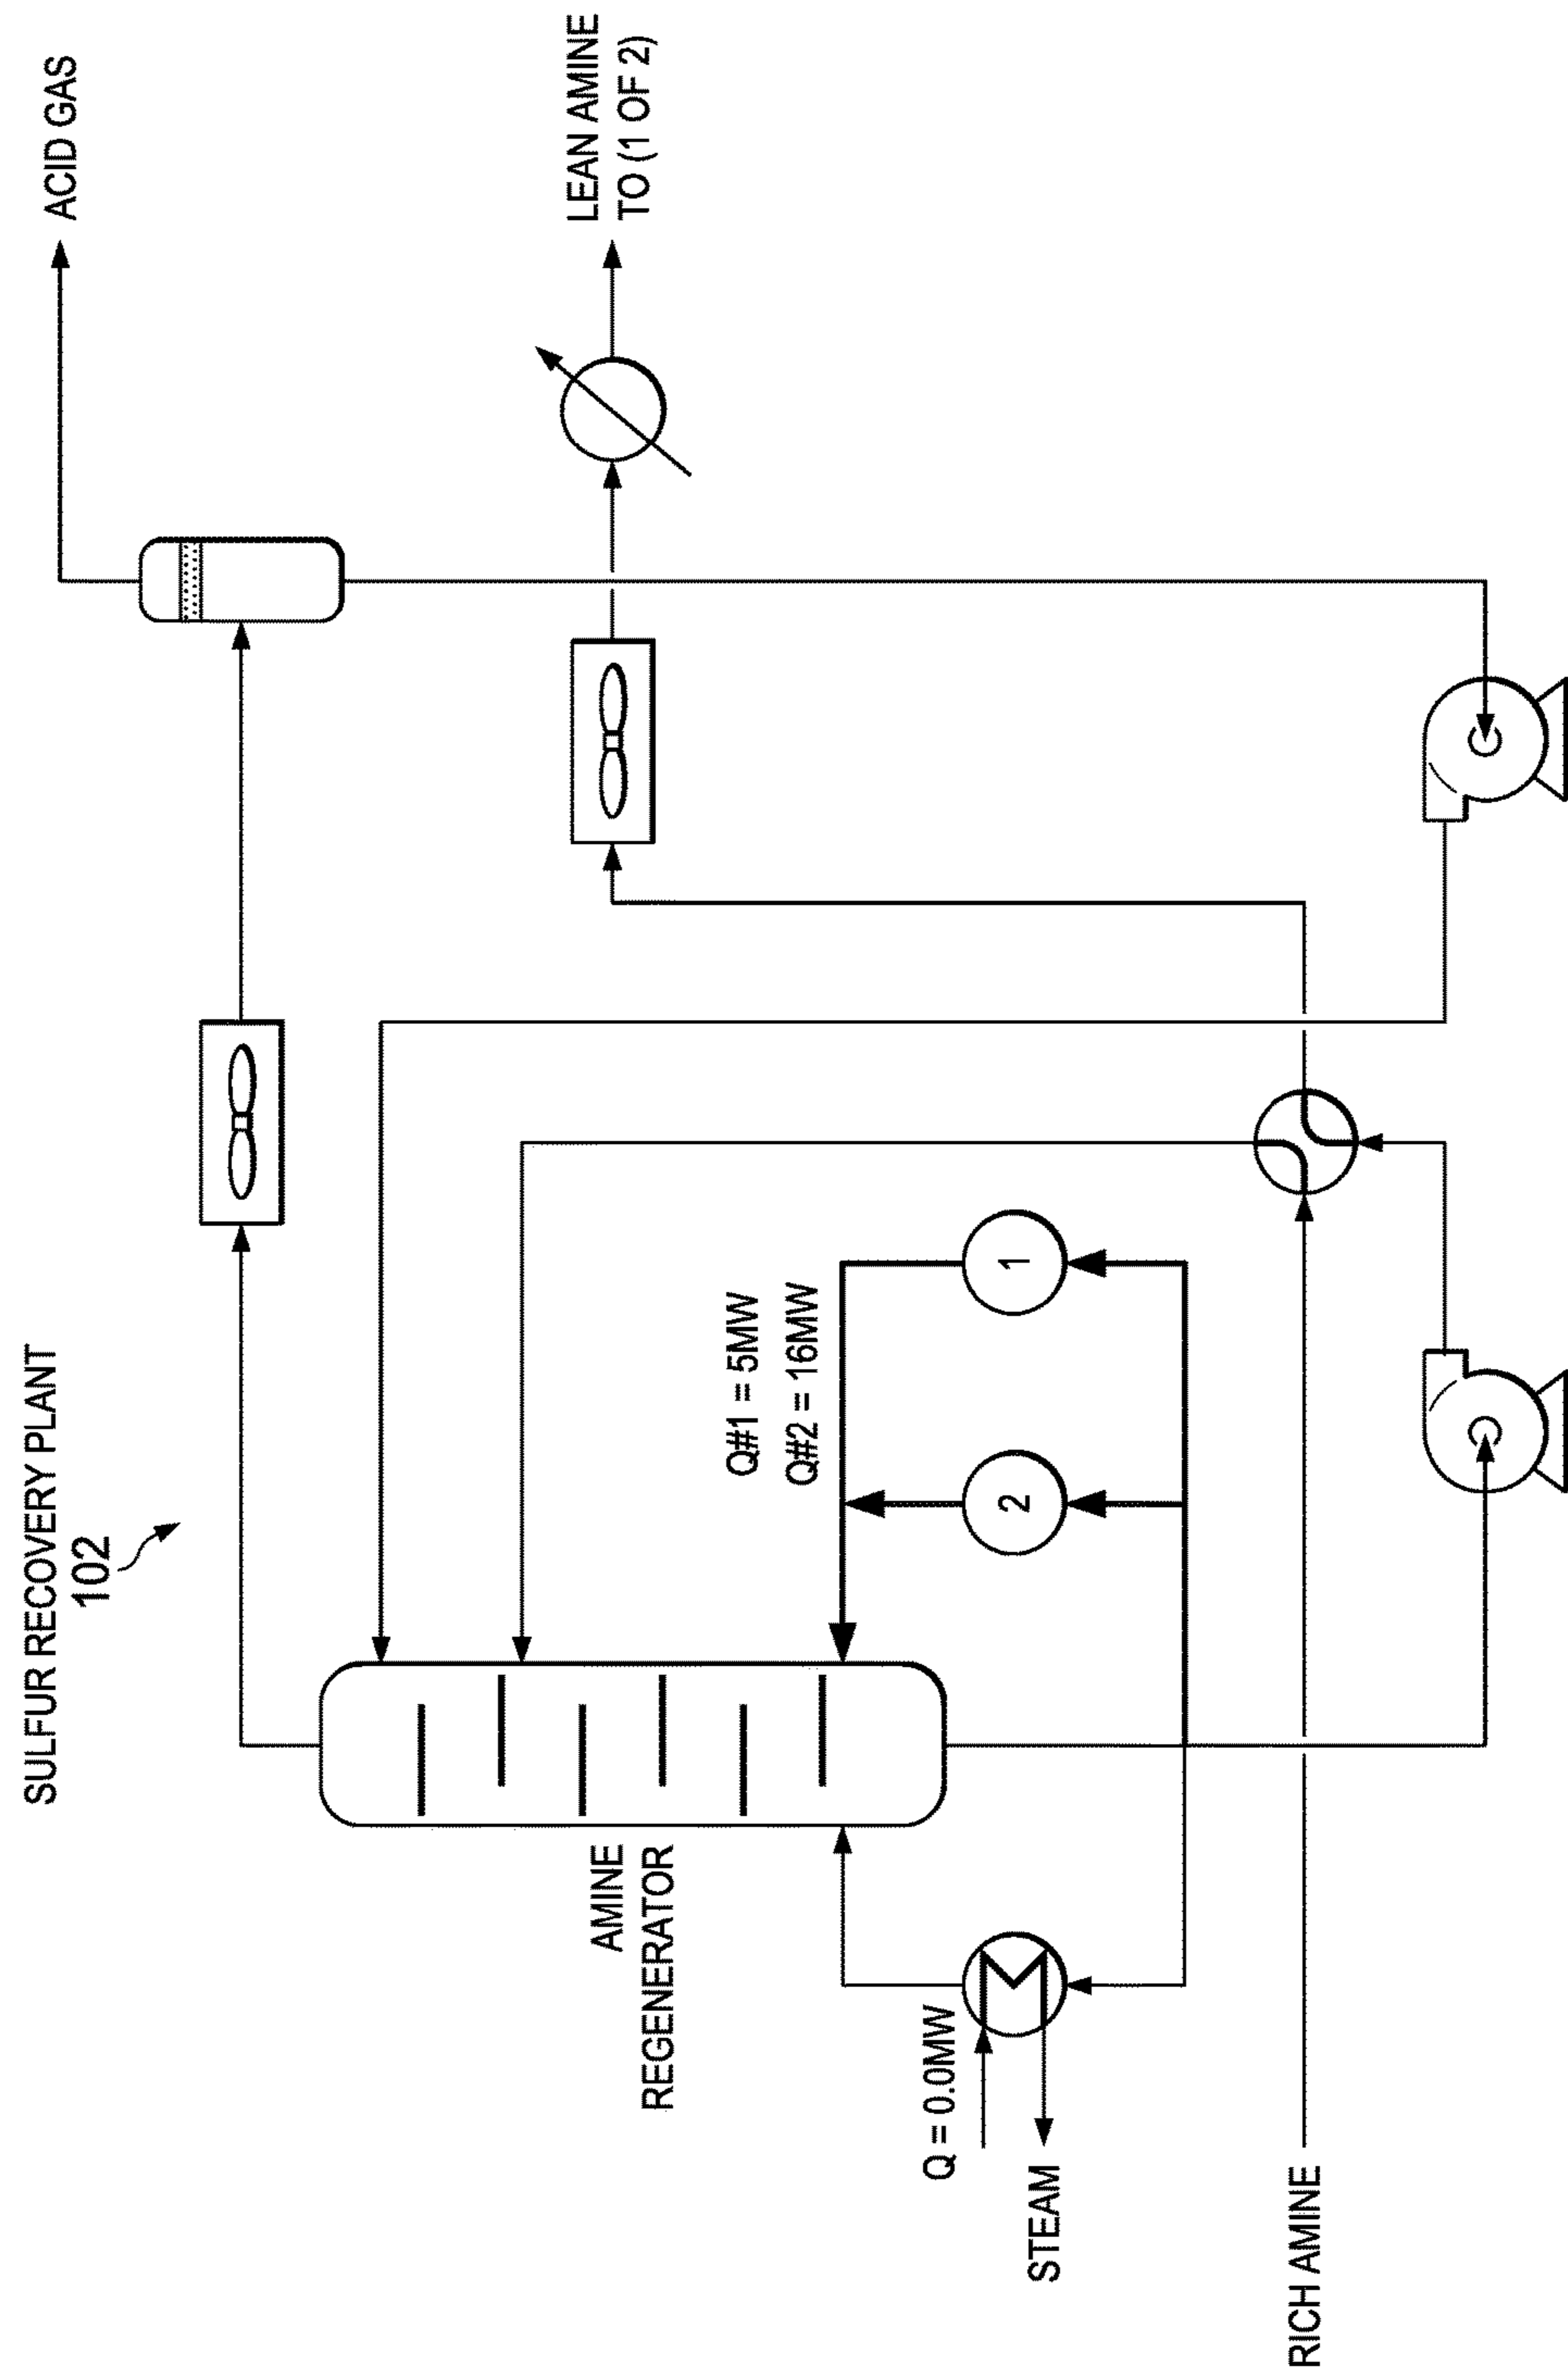 SULFUR RECOVERY PLANT
102
ACID GAS
AMINE
REGENERATOR
LEAN AMINE
TO (1 OF 2)
Q#1 = 5MW
Q#2 = 16MW
Q = 0.0MW
STEAM
2
1
RICH AMINE